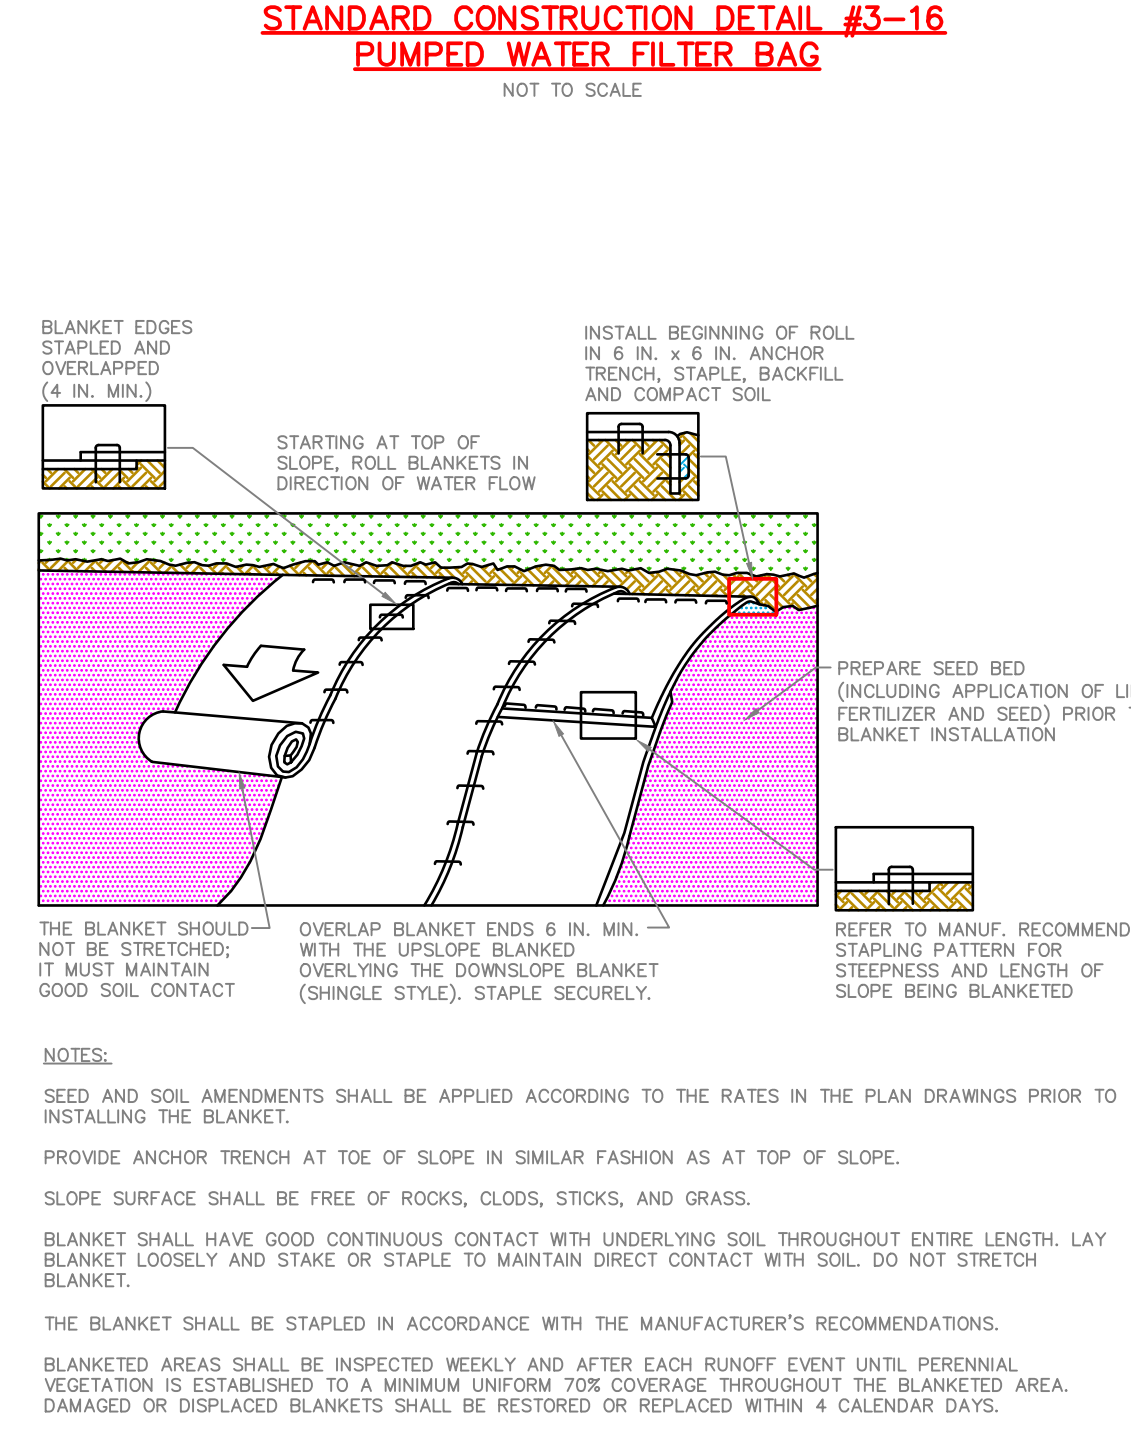 STANDARD CONSTRUCTION DETAIL #3-16
PUMPED WATER FILTER BAG
NOT TO SCALE
BLANKET EDGES
STAPLED AND
OVERLAPPED
(4 IN. MIN.)
INSTALL BEGINNING OF ROLL
IN 6 IN. x 6 IN. ANCHOR
TRENCH, STAPLE, BACKFILL
AND COMPACT SOIL
STARTING AT TOP OF
SLOPE, ROLL BLANKETS IN
DIRECTION OF WATER FLOW
PREPARE SEED BED
(INCLUDING APPLICATION OF
FERTILIZER AND SEED) PRIOR
BLANKET INSTALLATION
THE BLANKET SHOULD
NOT BE STRETCHED;
IT MUST MAINTAIN
GOOD SOIL CONTACT
OVERLAP BLANKET ENDS 6 IN. MIN.
WITH THE UPSLOPE BLANKED
OVERLYING THE DOWNSLOPE BLANKET
(SHINGLE STYLE). STAPLE SECURELY.
REFER TO MANUF. RECOMMEND
STAPLING PATTERN FOR
STEEPNESS AND LENGTH OF
SLOPE BEING BLANKETED
NOTES:
SEED AND SOIL AMENDMENTS SHALL BE APPLIED ACCORDING TO THE RATES IN THE PLAN DRAWINGS PRIOR TO
INSTALLING THE BLANKET.
PROVIDE ANCHOR TRENCH AT TOE OF SLOPE IN SIMILAR FASHION AS AT TOP OF SLOPE.
SLOPE SURFACE SHALL BE FREE OF ROCKS, CLODS, STICKS, AND GRASS.
BLANKET SHALL HAVE GOOD CONTINUOUS CONTACT WITH UNDERLYING SOIL THROUGHOUT ENTIRE LENGTH. LAY
BLANKET LOOSELY AND STAKE OR STAPLE TO MAINTAIN DIRECT CONTACT WITH SOIL. DO NOT STRETCH
BLANKET.
THE BLANKET SHALL BE STAPLED IN ACCORDANCE WITH THE MANUFACTURER'S RECOMMENDATIONS.
BLANKETED AREAS SHALL BE INSPECTED WEEKLY AND AFTER EACH RUNOFF EVENT UNTIL PERENNIAL
VEGETATION IS ESTABLISHED TO A MINIMUM UNIFORM 70% COVERAGE THROUGHOUT THE BLANKETED AREA.
DAMAGED OR DISPLACED BLANKETS SHALL BE RESTORED OR REPLACED WITHIN 4 CALENDAR DAYS.